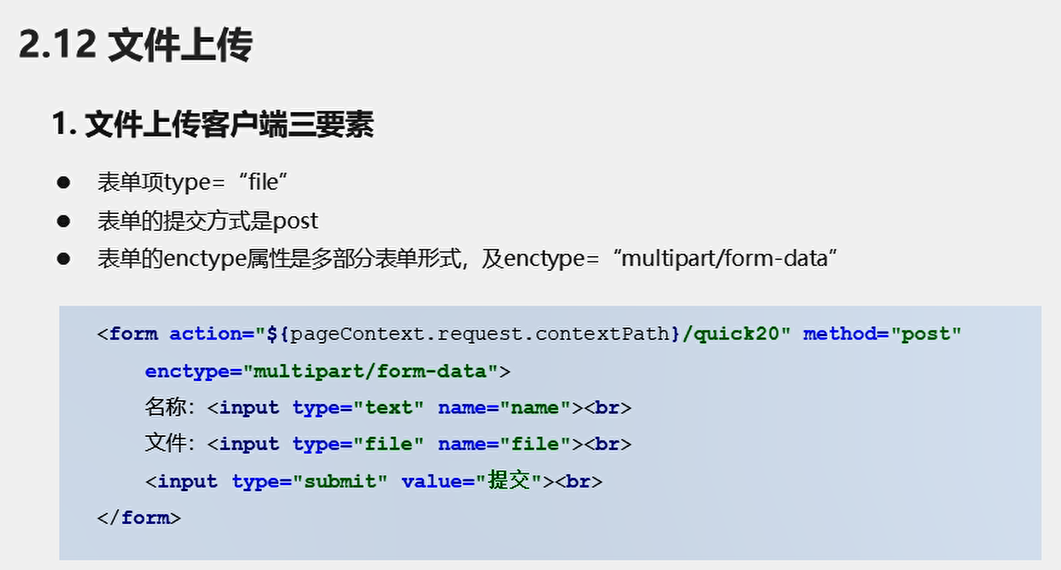 2.12 文件上传
1. 文件上传客户端三要素
● 表单项type=“file”
● 表单的提交方式是post
● 表单的enctype属性是多部分表单形式，及enctype=“multipart/form-data”
<form action="${pageContext.request.contextPath}/quick20" method="post"
enctype="multipart/form-data">
名称：<input type="text" name="name"><br>
文件：<input type="file" name="file"><br>
<input type="submit" value="提交"><br>
</form>